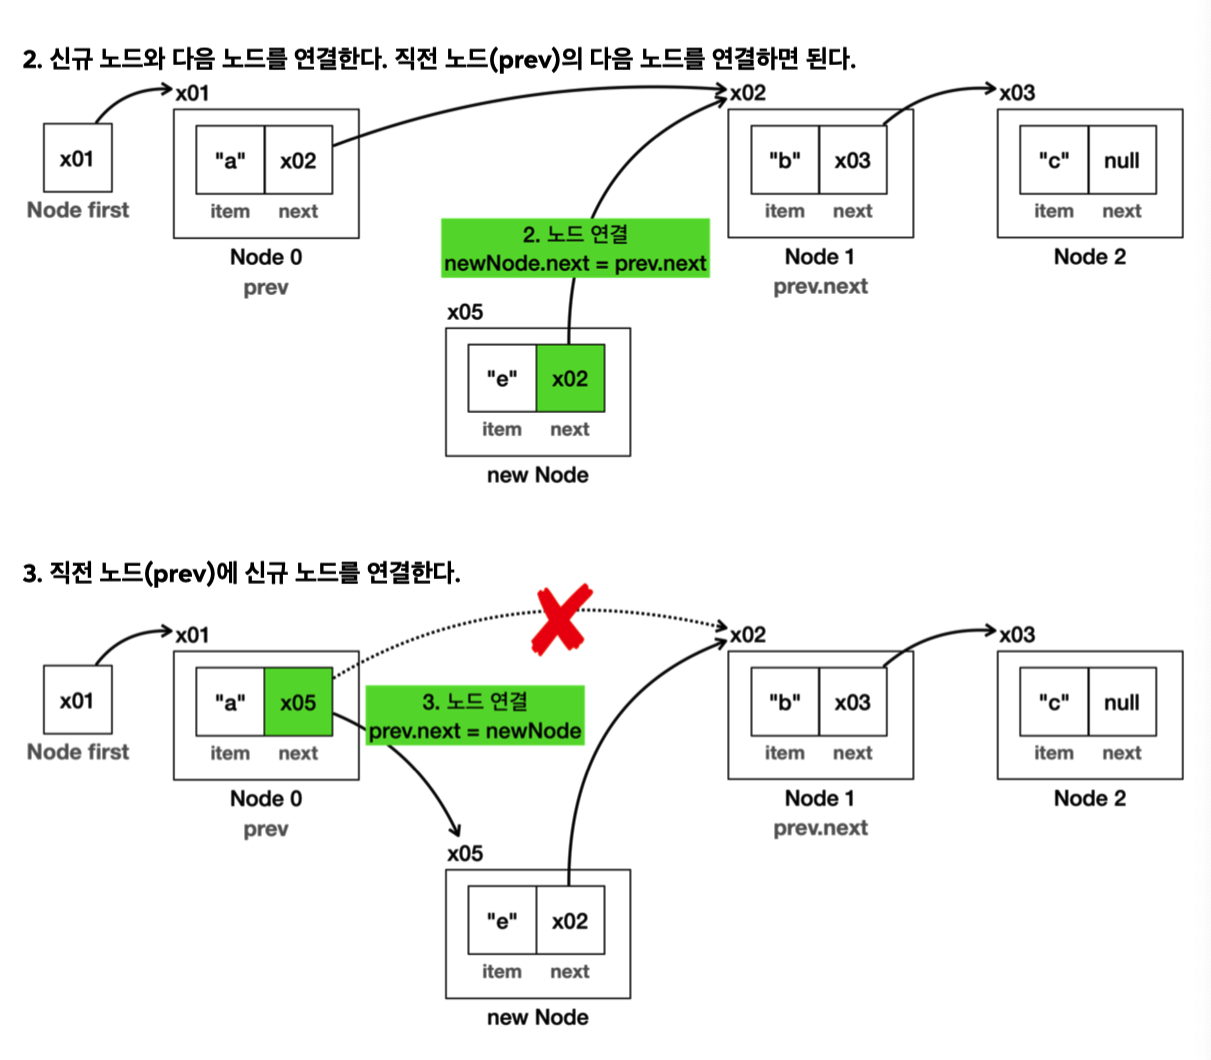 2. 신규 노드와 다음 노드를 연결한다. 직전 노드(prev)의 다음 노드를 연결하면 된다.
x01
x02
x03
x01
"a"
x02
"b"
x03
"c"
null
Node first
item
next
item
next
item
next
2. 노드 연결
newNode.next = prev.next
Node 0
Node 1
Node 2
prev
prev.next
x05
"e"
x02
item
next
new Node
3. 직전 노드(prev)에 신규 노드를 연결한다.
x01
x02
x03
x01
"a"
x05
"b"
x03
"c"
null
3. 노드 연결
prev.next = newNode
Node first
item
next
item
next
item
next
Node 0
Node 1
Node 2
prev
prev.next
x05
"e"
x02
item
next
new Node